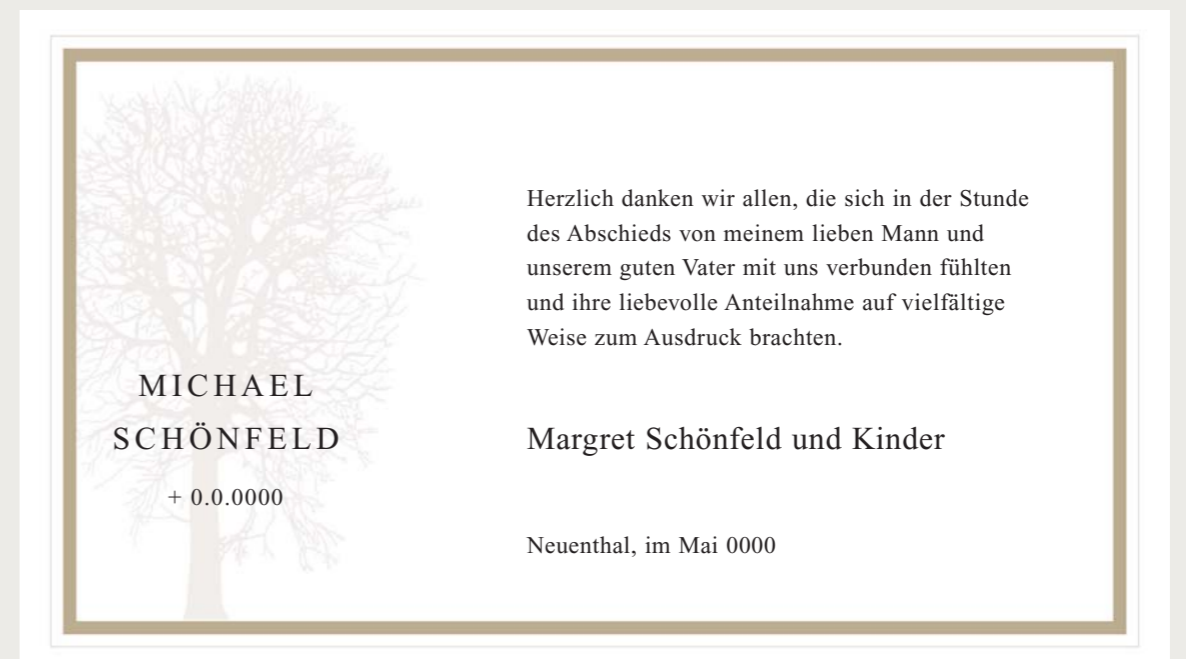 MICHAEL
SCHÖNFELD
+ 0.0.0000
Herzlich danken wir allen, die sich in der Stunde
des Abschieds von meinem lieben Mann und
unserem guten Vater mit uns verbunden fühlten
und ihre liebevolle Anteilnahme auf vielfältige
Weise zum Ausdruck brachten.
Margret Schönfeld und Kinder
Neuenthal, im Mai 0000